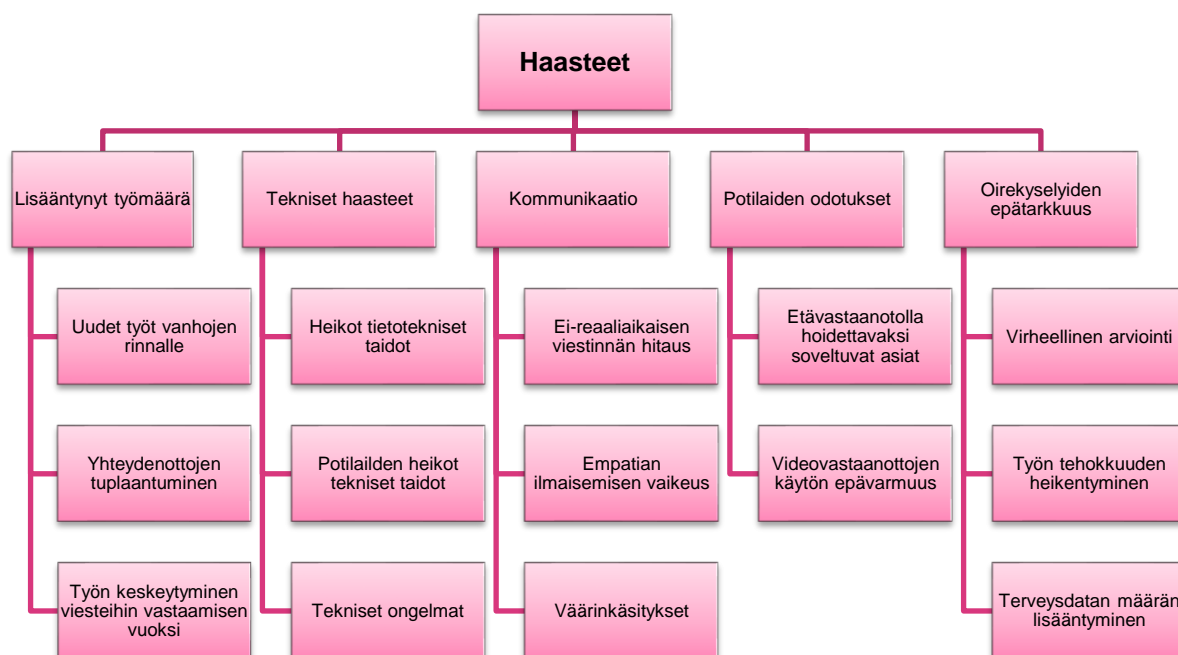 Haasteet
Lisääntynyt työmäärä
Uudet työt vanhojen
rinnalle
Yhteydenottojen
tuplaantuminen
Työn keskeytyminen
viesteihin vastaamisen
vuoksi
Tekniset haasteet
Heikot tietotekniset
taidot
Potilailden heikot
tekniset taidot
Tekniset ongelmat
Kommunikaatio
Ei-reaaliaikaisen
viestinnän hitaus
Empatian
ilmaisemisen vaikeus
Väärinkäsitykset
Potilaiden odotukset
Etävastaanotolla
hoidettavaksi
soveltuvat asiat
Videovastaanottojen
käytön epävarmuus
Oirekyselyiden
epätarkkuus
Virheellinen arviointi
Työn tehokkuuden
heikentyminen
Terveysdatan määrän
lisääntyminen